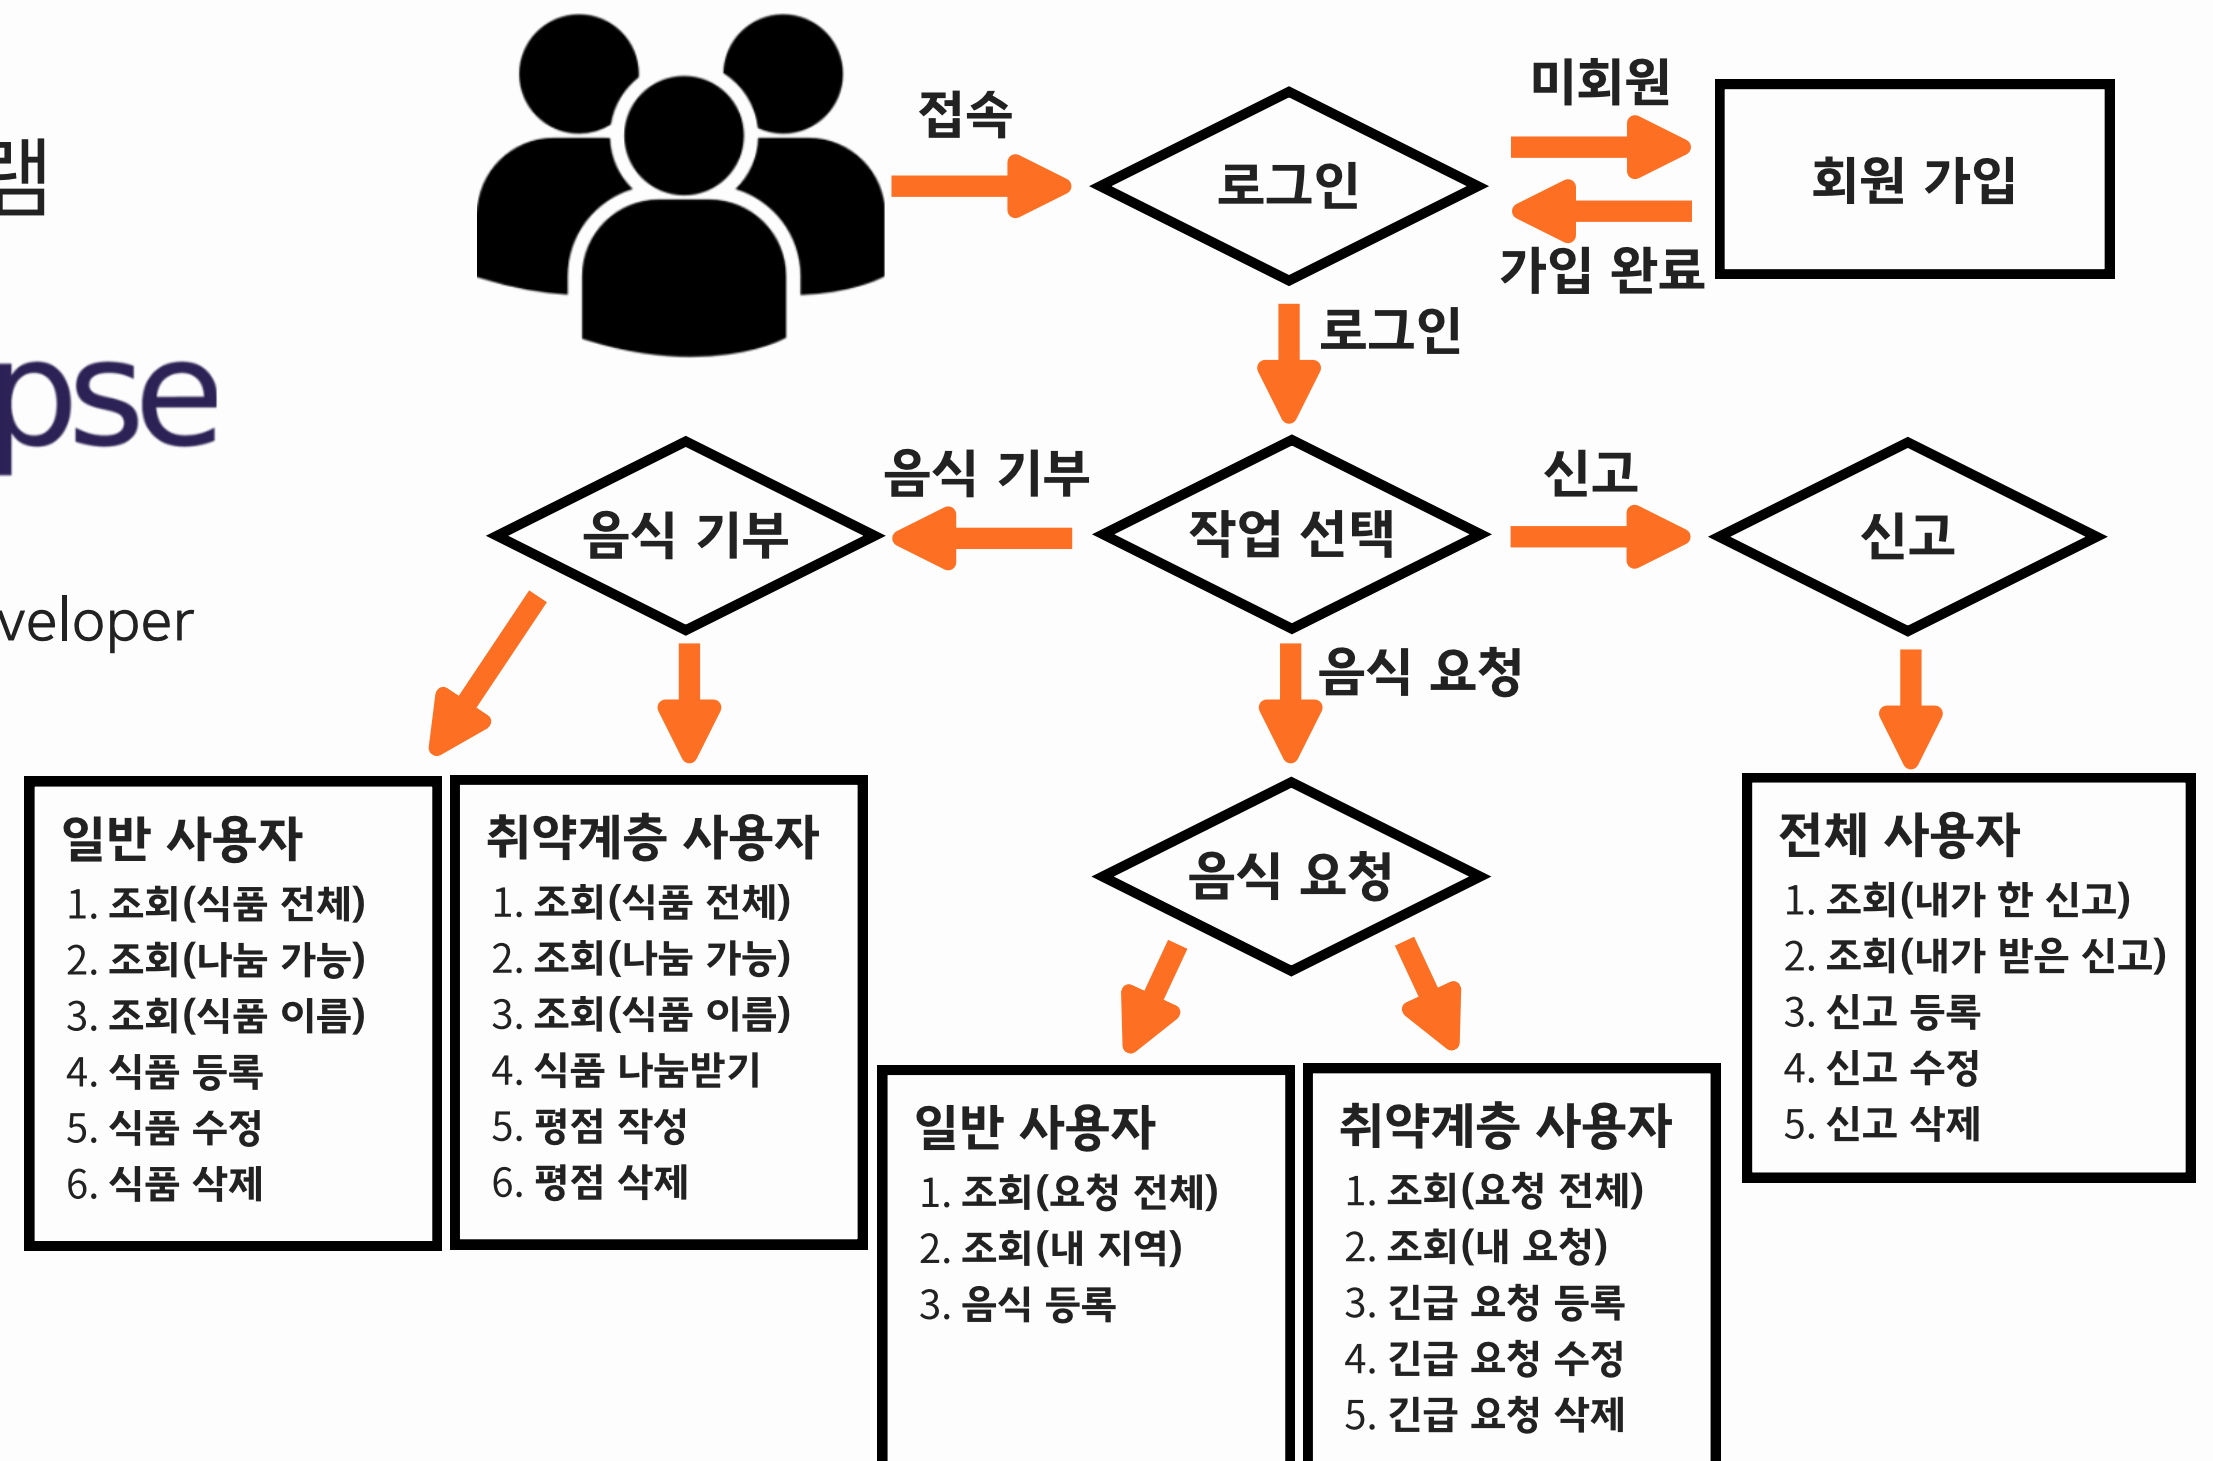 램
pse
veloper
접속
로그인
미회원
회원 가입
가입 완료
로그인
음식 기부
음식 기부
작업 선택
신고
신고
음식 요청
일반 사용자
1. 조회(식품 전체)
2. 조회(나눔 가능)
3. 조회(식품 이름)
4. 식품 등록
5. 식품 수정
6. 식품 삭제
취약계층 사용자
1. 조회(식품 전체)
2. 조회(나눔 가능)
3. 조회(식품 이름)
4. 식품 나눔받기
5. 평점 작성
6. 평점 삭제
음식 요청
전체 사용자
1. 조회(내가 한 신고)
2. 조회(내가 받은 신고)
3. 신고 등록
4. 신고 수정
5. 신고 삭제
일반 사용자
1. 조회(요청 전체)
2. 조회(내 지역)
3. 음식 등록
취약계층 사용자
1. 조회(요청 전체)
2. 조회(내 요청)
3. 긴급 요청 등록
4. 긴급 요청 수정
5. 긴급 요청 삭제